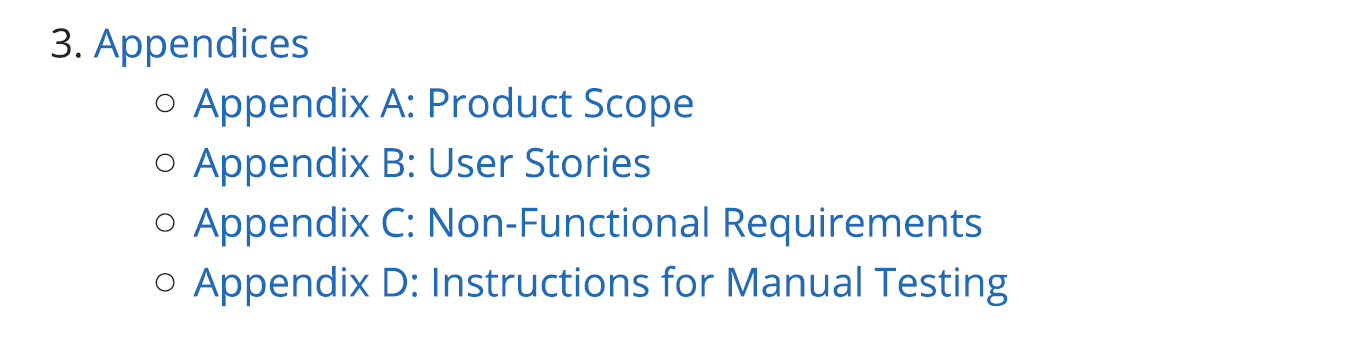 3. Appendices
○ Appendix A: Product Scope
○ Appendix B: User Stories
○ Appendix C: Non-Functional Requirements
○ Appendix D: Instructions for Manual Testing